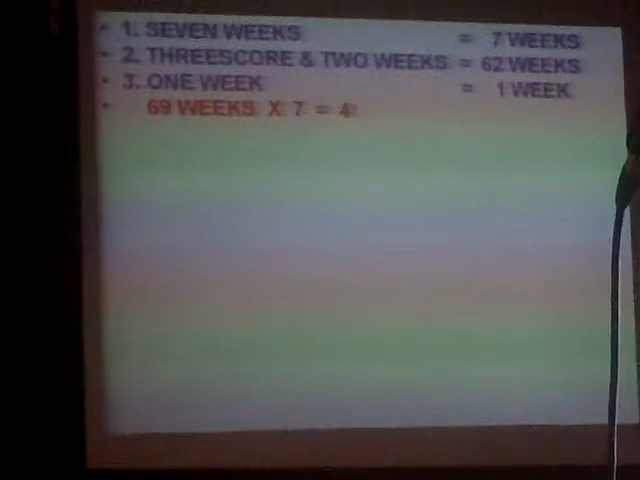 • 1. SEVEN WEEKS = 7 WEEKS
• 2. THREESCORE & TWO WEEKS = 62 WEEKS
• 3. ONE WEEK = 1 WEEK
• 69 WEEKS X 7 = 4